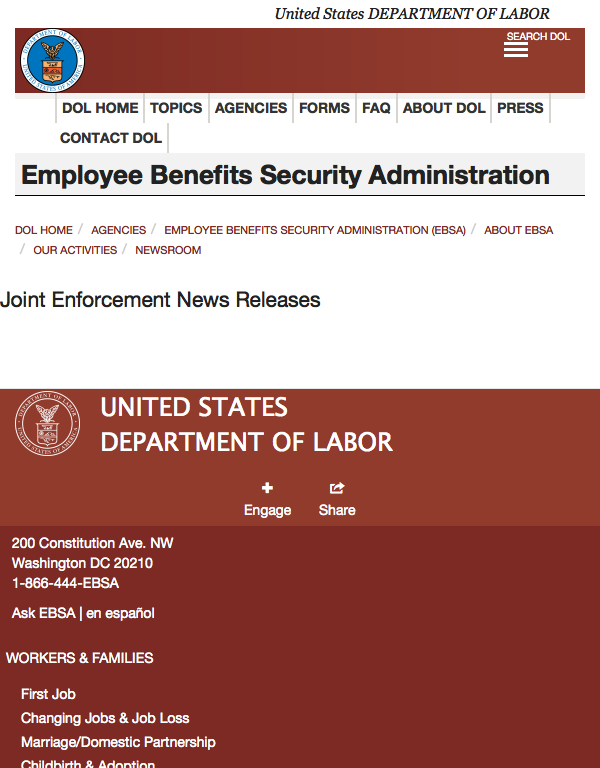 United States DEPARTMENT OF LABOR
SEARCH DOL
DOL HOME TOPICS AGENCIES FORMS FAQ ABOUT DOL PRESS
CONTACT DOL
Employee Benefits Security Administration
DOL HOME / AGENCIES / EMPLOYEE BENEFITS SECURITY ADMINISTRATION (EBSA) / ABOUT EBSA
/ OUR ACTIVITIES / NEWSROOM
Joint Enforcement News Releases
UNITED STATES
DEPARTMENT OF LABOR
Engage Share
200 Constitution Ave. NW
Washington DC 20210
1-866-444-EBSA
Ask EBSA | en español
WORKERS & FAMILIES
First Job
Changing Jobs & Job Loss
Marriage/Domestic Partnership
Childbirth & Adoption